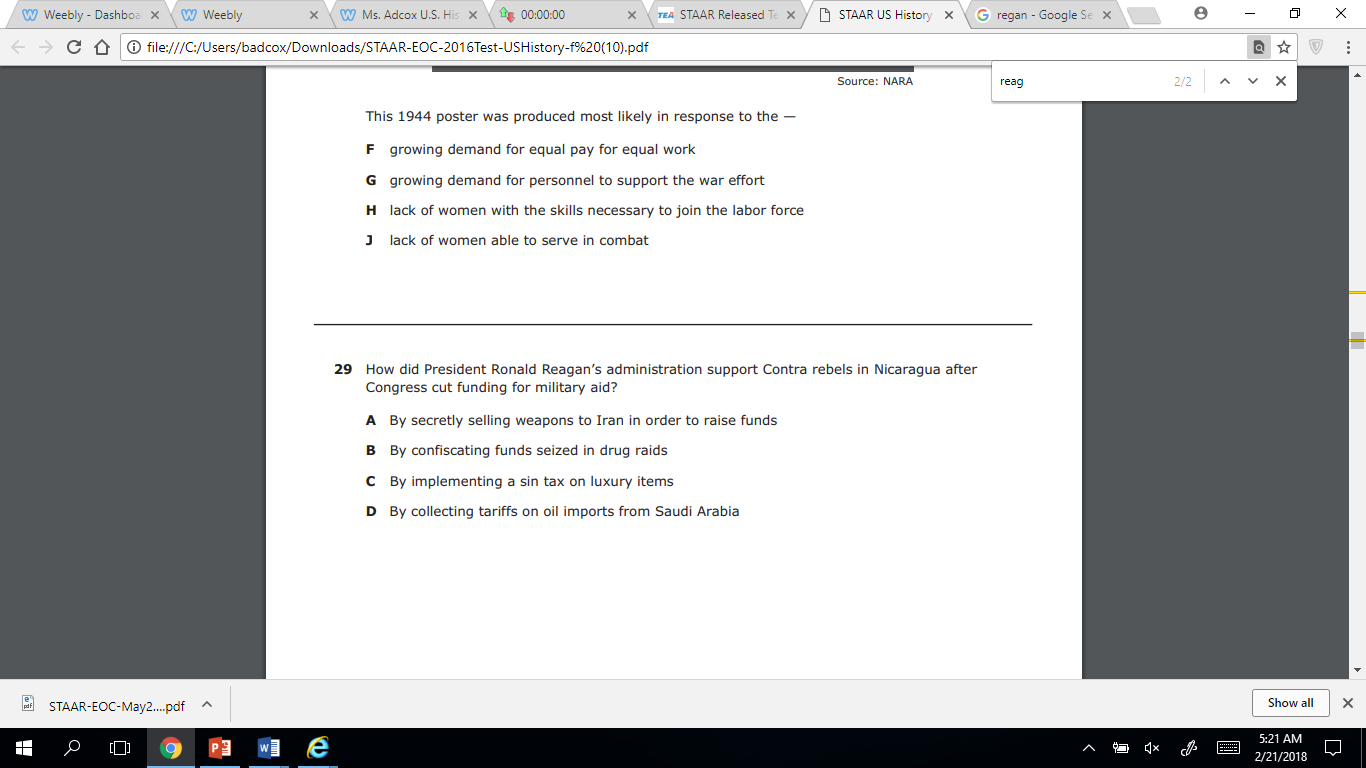 Weebly - Dashboa
Weebly
Ms. Adcox U.S. His
00:00:00
TEA STAAR Released Te
STAAR US History
regan - Google Se
file:///C:/Users/badcox/Downloads/STAAR-EOC-2016Test-USHistory-f%20(10).pdf
reag 2/2
Source: NARA
This 1944 poster was produced most likely in response to the —
F growing demand for equal pay for equal work
G growing demand for personnel to support the war effort
H lack of women with the skills necessary to join the labor force
J lack of women able to serve in combat
29 How did President Ronald Reagan’s administration support Contra rebels in Nicaragua after
Congress cut funding for military aid?
A By secretly selling weapons to Iran in order to raise funds
B By confiscating funds seized in drug raids
C By implementing a sin tax on luxury items
D By collecting tariffs on oil imports from Saudi Arabia
STAAR-EOC-May2....pdf
Show all
5:21 AM
2/21/2018